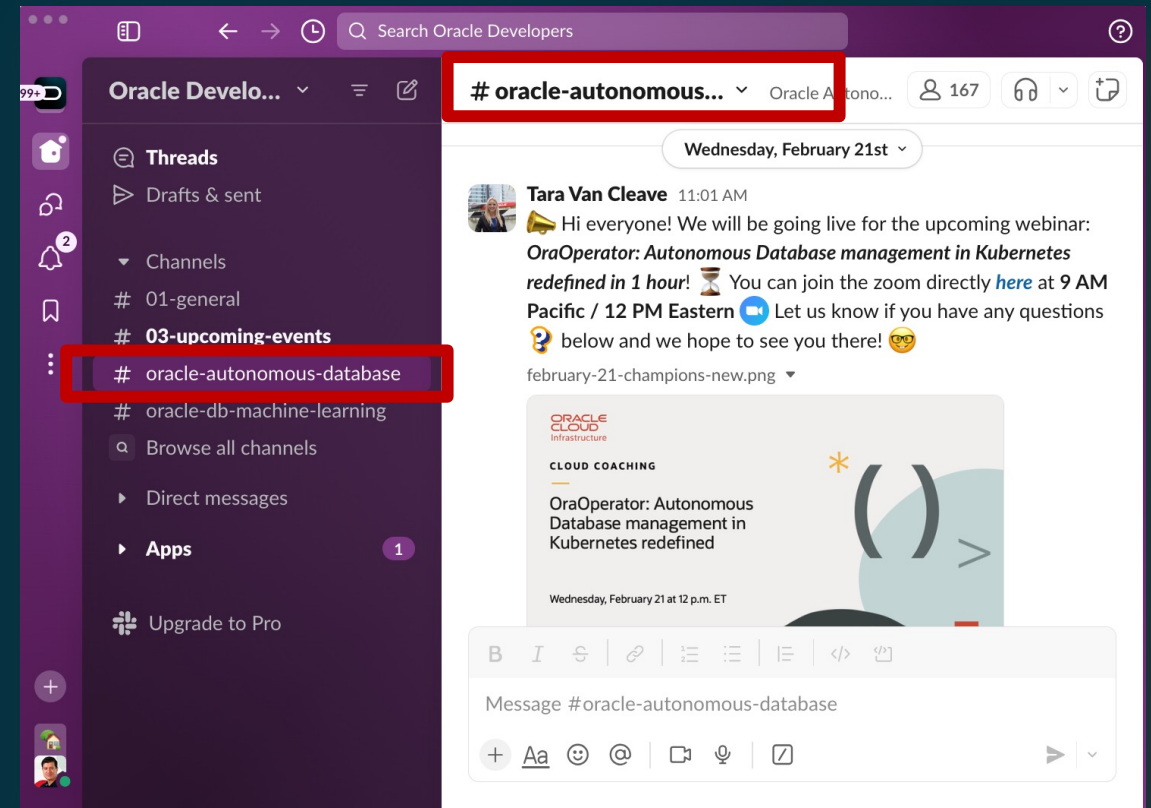 Search Oracle Developers
99+
Oracle Develo...
# oracle-autonomous...
Oracle Autono...
167
Threads
Drafts & sent
2
Channels
# 01-general
# 03-upcoming-events
# oracle-autonomous-database
# oracle-db-machine-learning
Browse all channels
Direct messages
Apps
1
Upgrade to Pro
Wednesday, February 21st
Tara Van Cleave 11:01 AM
Hi everyone! We will be going live for the upcoming webinar:
OraOperator: Autonomous Database management in Kubernetes
redefined in 1 hour! You can join the zoom directly here at 9 AM
Pacific / 12 PM Eastern Let us know if you have any questions
below and we hope to see you there!
february-21-champions-new.png
ORACLE
CLOUD
Infrastructure
CLOUD COACHING
OraOperator: Autonomous
Database management in
Kubernetes redefined
Wednesday, February 21 at 12 p.m. ET
* ( ) >
B I S </>
Message #oracle-autonomous-database
+ Aa @